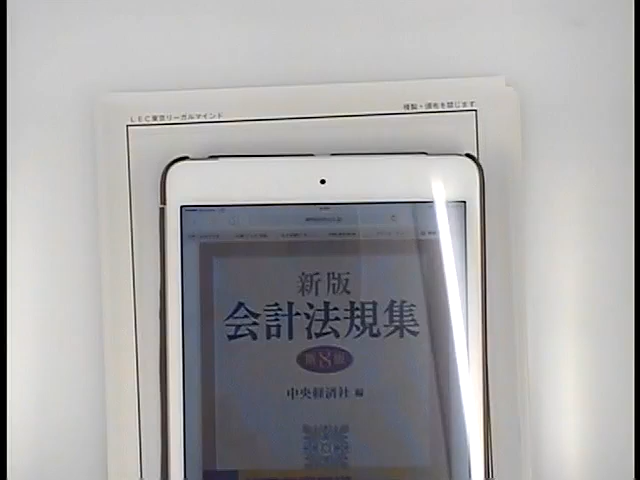 LEC東京リーガルマインド
複製・頒布を禁じます
新版
会計法規集
第8版
中央経済社 編